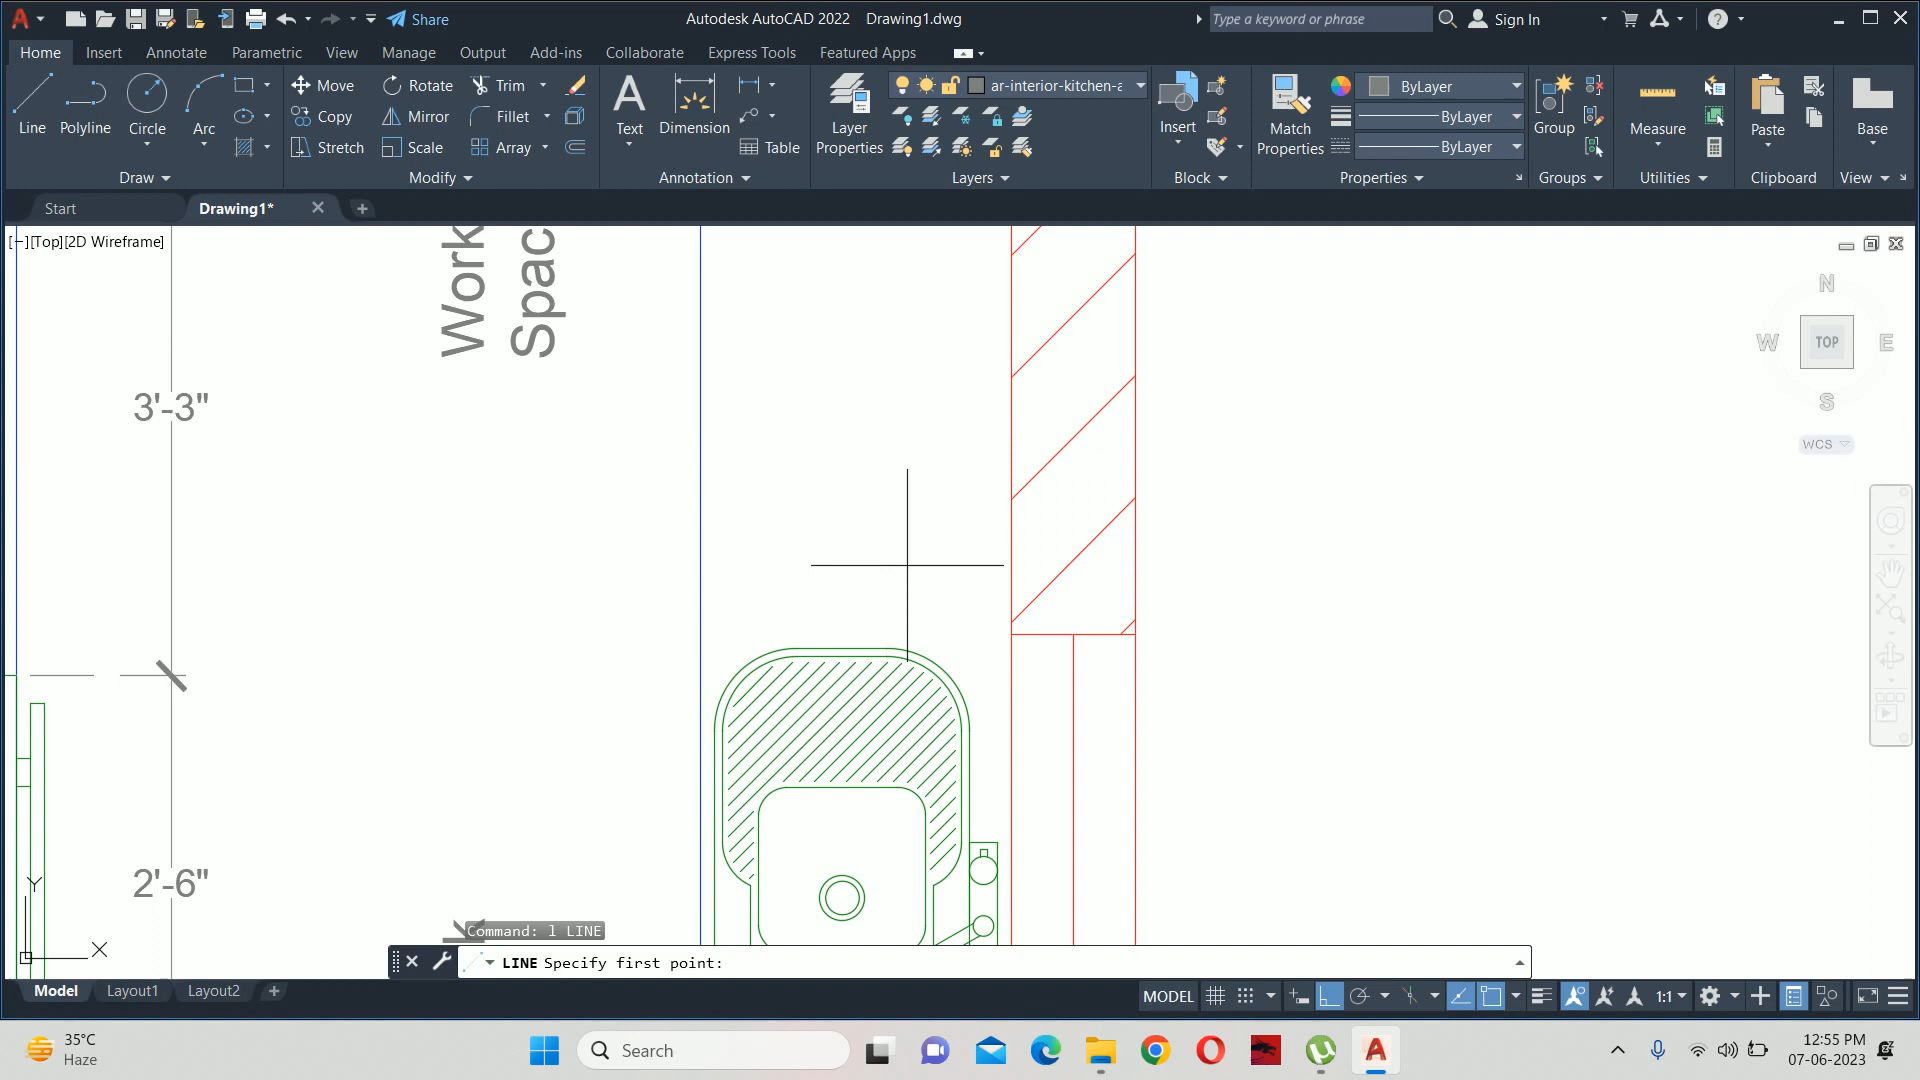 Share
Autodesk AutoCAD 2022 Drawing1.dwg
Type a keyword or phrase
Sign In
Home Insert Annotate Parametric View Manage Output Add-ins Collaborate Express Tools Featured Apps
Line Polyline Circle Arc
Move Rotate Trim
Copy Mirror Fillet
Stretch Scale Array
Text Dimension Table
Layer Properties
ar-interior-kitchen-a
Insert
Match Properties
ByLayer
ByLayer
ByLayer
Group
Measure
Paste
Base
Draw Modify Annotation Layers Block Properties Groups Utilities Clipboard View
Start Drawing1*
[−][Top][2D Wireframe]
Work
Spac
3'-3"
2'-6"
N
W TOP E
S
WCS
Y
X
Command: l LINE
LINE Specify first point:
Model Layout1 Layout2
MODEL 1:1
35°C
Haze
Search
12:55 PM
07-06-2023